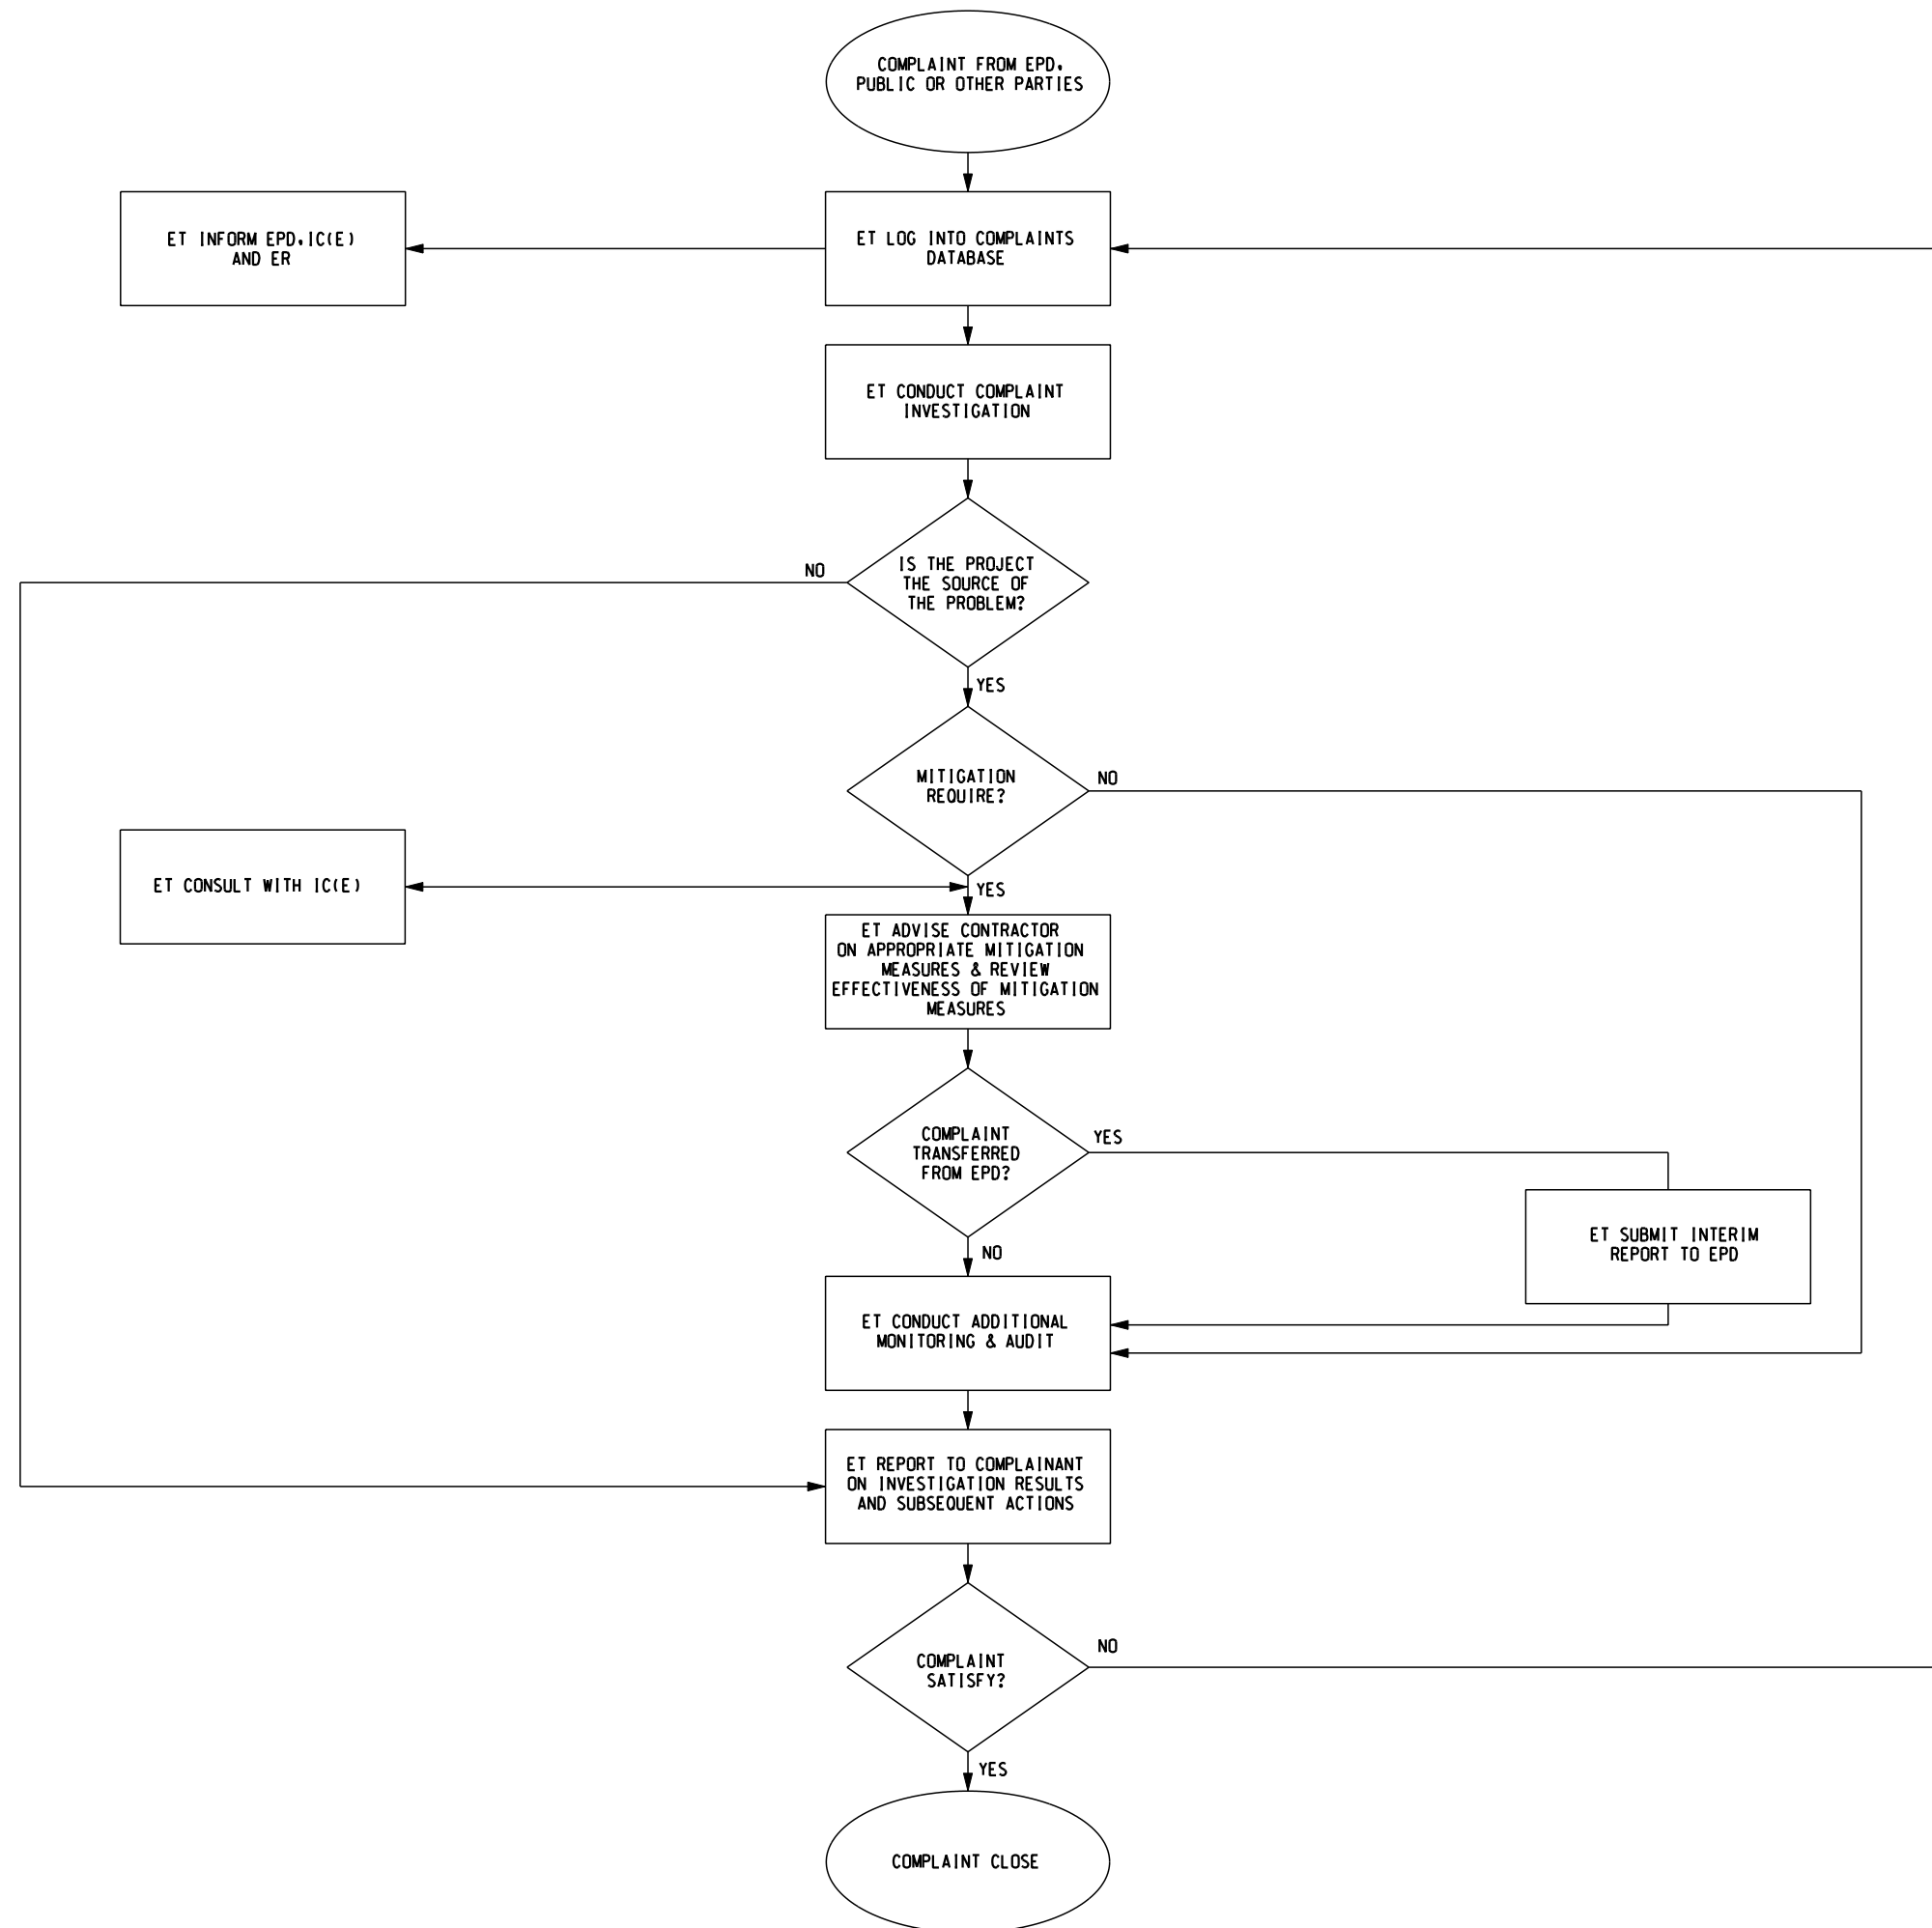 COMPLAINT FROM EPD,
PUBLIC OR OTHER PARTIES
ET INFORM EPD,IC(E)
AND ER
ET LOG INTO COMPLAINTS
DATABASE
ET CONDUCT COMPLAINT
INVESTIGATION
NO
IS THE PROJECT
THE SOURCE OF
THE PROBLEM?
YES
MITIGATION
REQUIRE?
NO
ET CONSULT WITH IC(E)
YES
ET ADVISE CONTRACTOR
ON APPROPRIATE MITIGATION
MEASURES & REVIEW
EFFECTIVENESS OF MITIGATION
MEASURES
COMPLAINT
TRANSFERRED
FROM EPD?
YES
ET SUBMIT INTERIM
REPORT TO EPD
NO
ET CONDUCT ADDITIONAL
MONITORING & AUDIT
ET REPORT TO COMPLAINANT
ON INVESTIGATION RESULTS
AND SUBSEQUENT ACTIONS
COMPLAINT
SATISFY?
NO
YES
COMPLAINT CLOSE